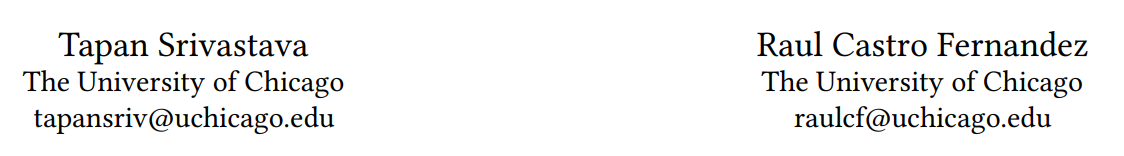 Tapan Srivastava
The University of Chicago
tapansriv@uchicago.edu
Raul Castro Fernandez
The University of Chicago
raulcf@uchicago.edu